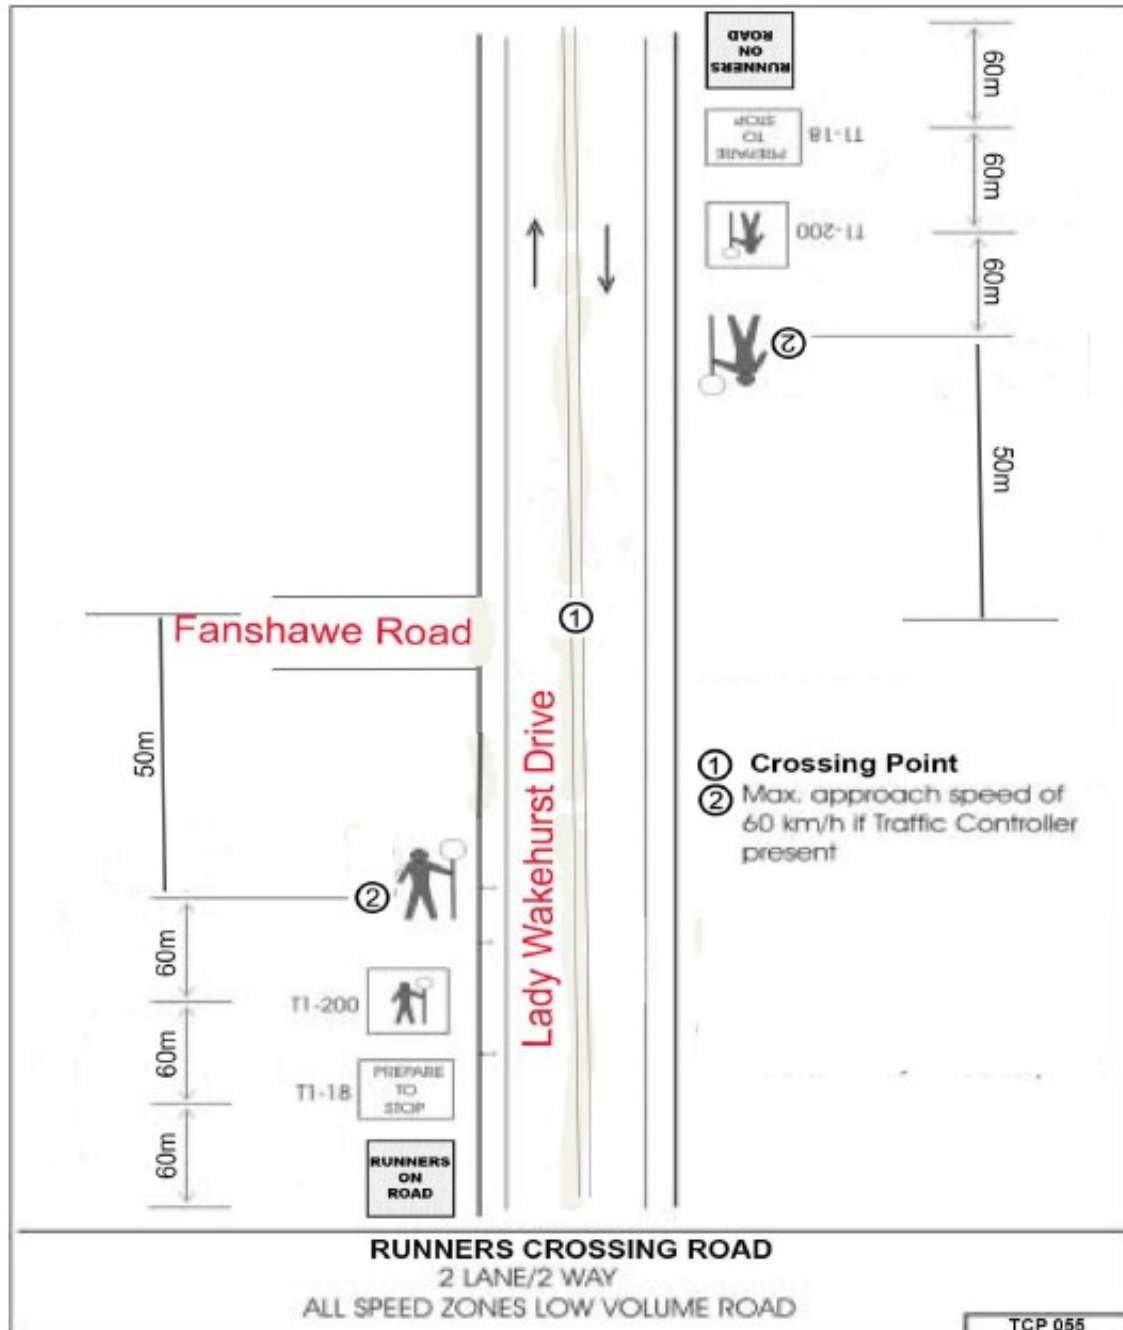 RUNNERS
ON
ROAD
60m
PREPARE
TO
STOP
T1-18
60m
T1-200
60m
2
50m
Fanshawe Road
1
50m
Lady Wakehurst Drive
1 Crossing Point
2 Max. approach speed of
60 km/h if Traffic Controller
present
2
60m
T1-200
60m
T1-18
PREPARE
TO
STOP
60m
RUNNERS
ON
ROAD
RUNNERS CROSSING ROAD
2 LANE/2 WAY
ALL SPEED ZONES LOW VOLUME ROAD
TCP 055